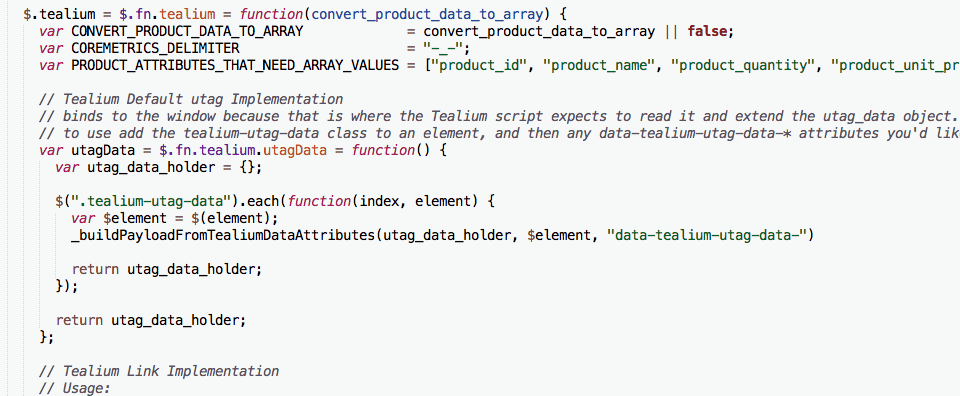 $.tealium = $.fn.tealium = function(convert_product_data_to_array) {
var CONVERT_PRODUCT_DATA_TO_ARRAY = convert_product_data_to_array || false;
var COREMETRICS_DELIMITER = "-_-";
var PRODUCT_ATTRIBUTES_THAT_NEED_ARRAY_VALUES = ["product_id", "product_name", "product_quantity", "product_unit_pr
// Tealium Default utag Implementation
// binds to the window because that is where the Tealium script expects to read it and extend the utag_data object.
// to use add the tealium-utag-data class to an element, and then any data-tealium-utag-data-* attributes you'd lik
var utagData = $.fn.tealium.utagData = function() {
var utag_data_holder = {};
$(".tealium-utag-data").each(function(index, element) {
var $element = $(element);
_buildPayloadFromTealiumDataAttributes(utag_data_holder, $element, "data-tealium-utag-data-")
return utag_data_holder;
});
return utag_data_holder;
};
// Tealium Link Implementation
// Usage: